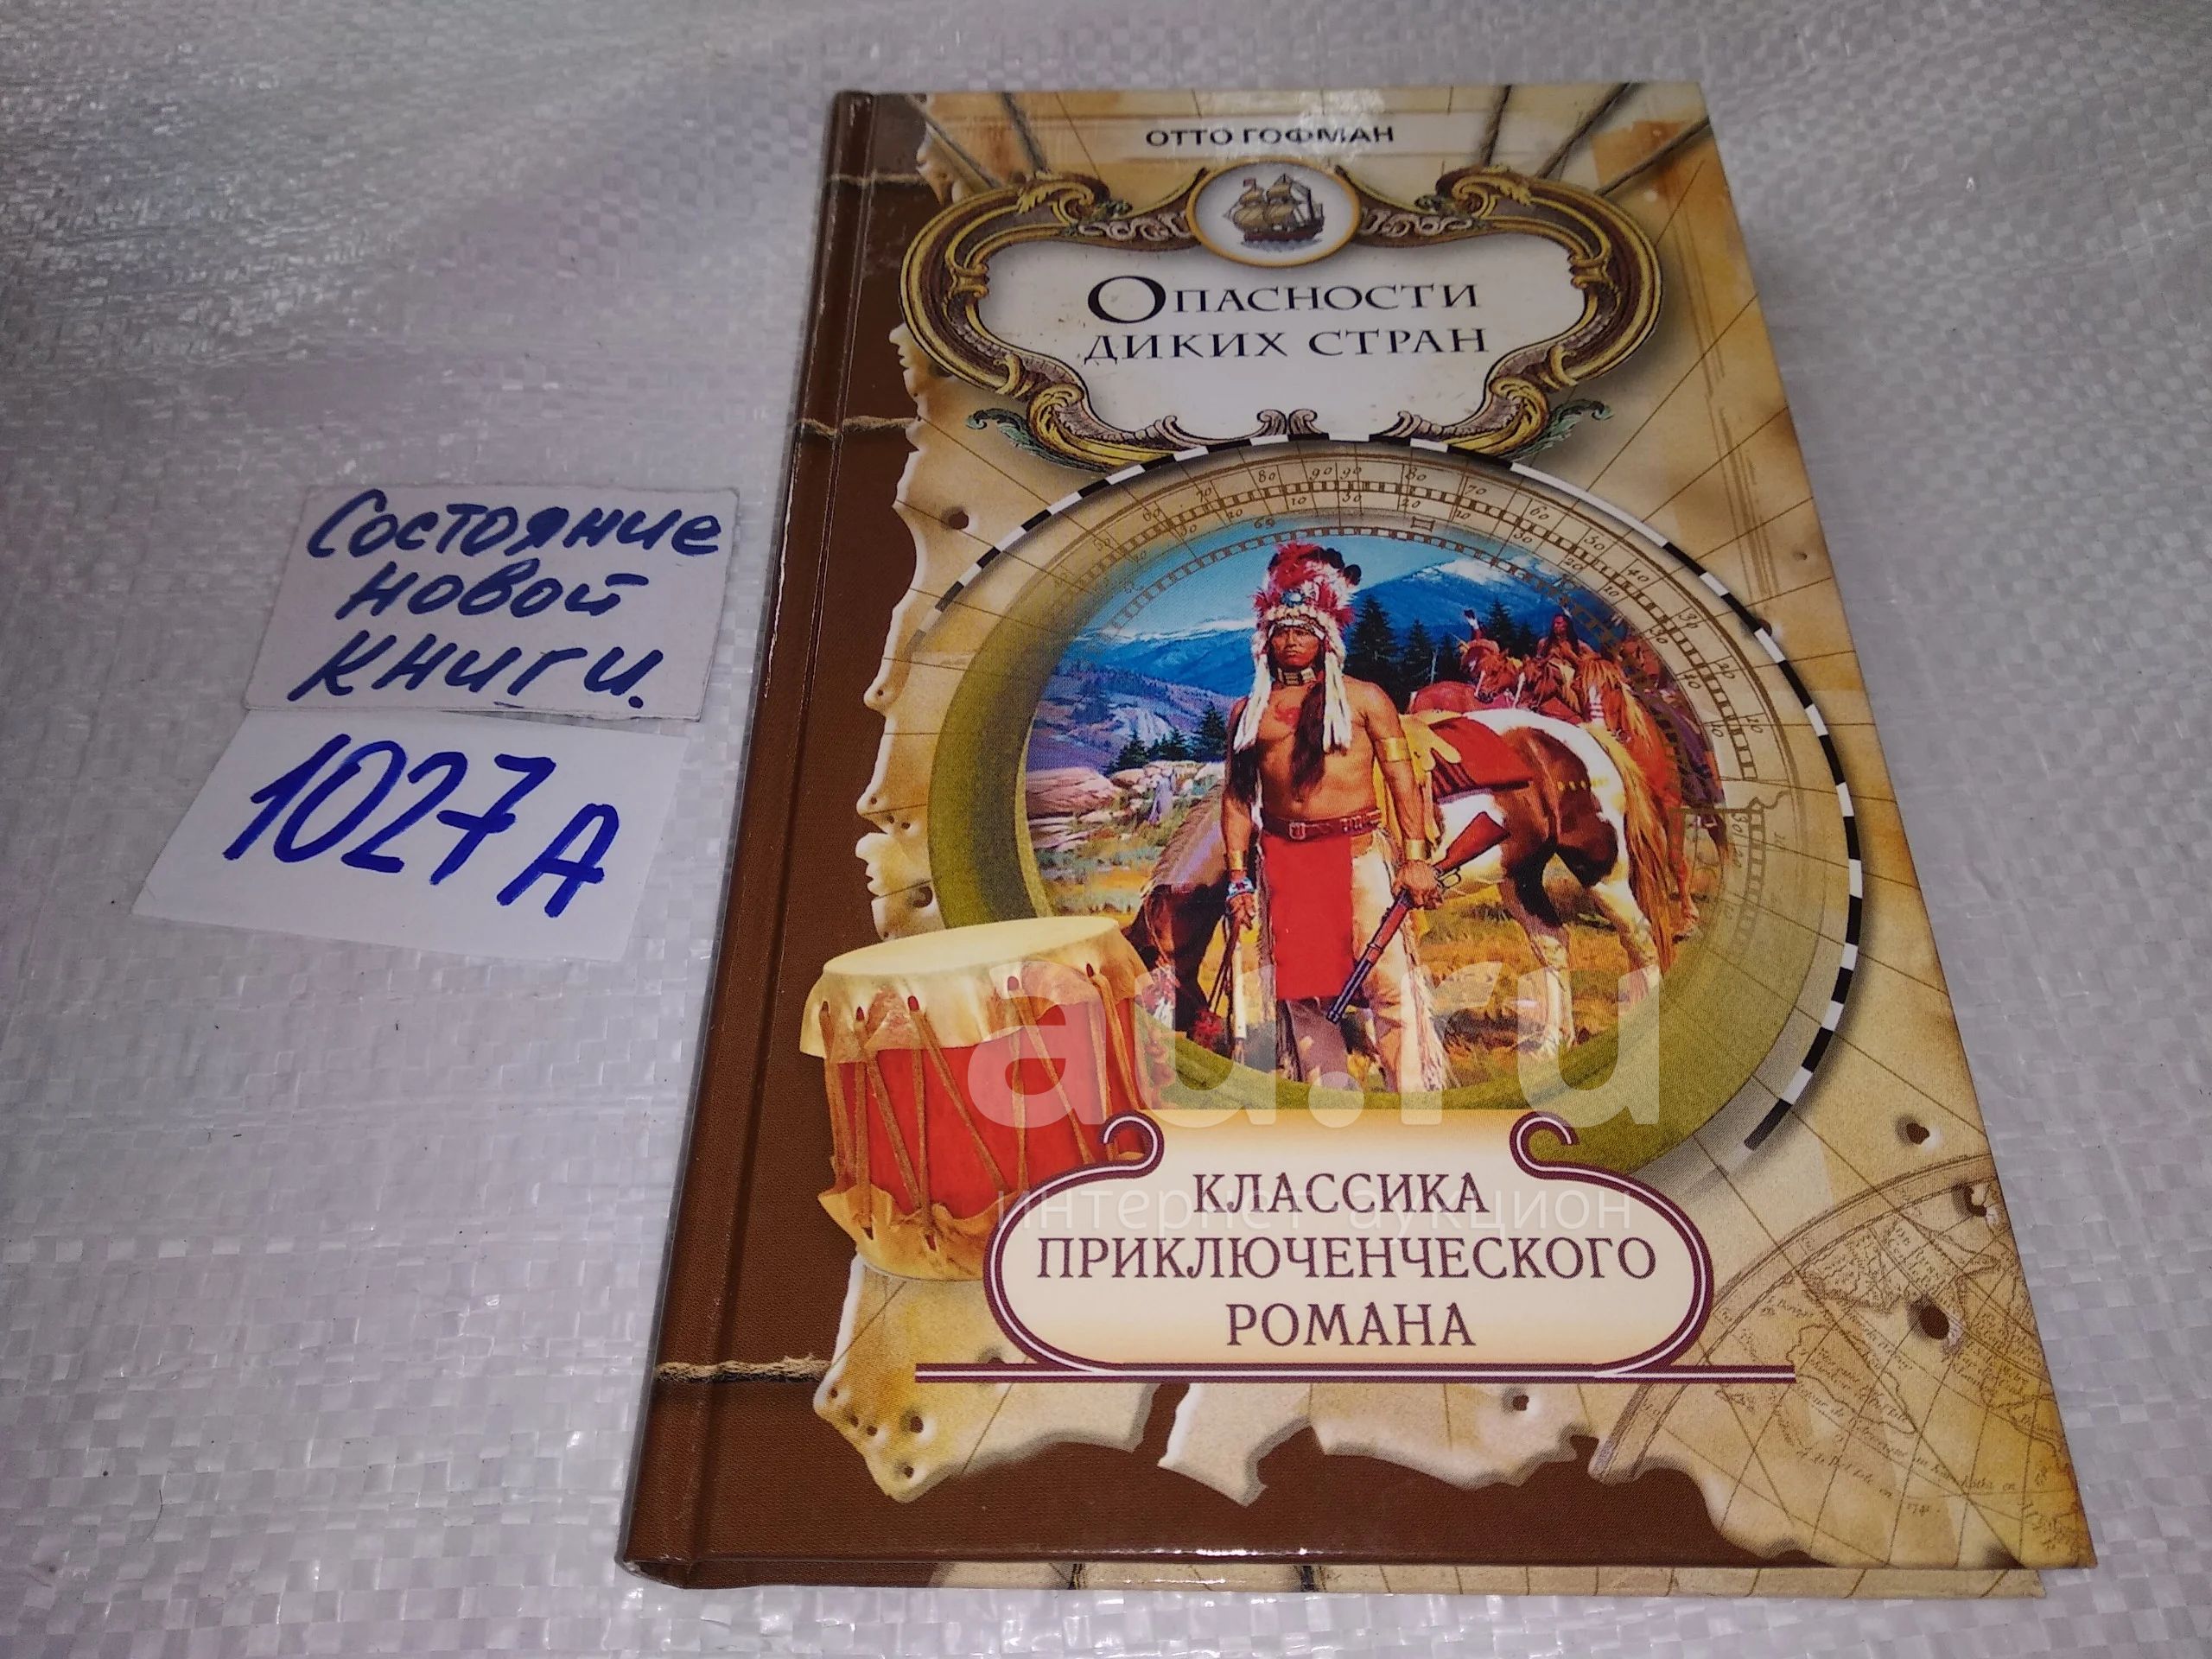 ОТТО ГОФМАН
ОПАСНОСТИ
ДИКИХ СТРАН
Состояние
новой
книги.
1027А
au.ru
интернет аукцион
КЛАССИКА
ПРИКЛЮЧЕНЧЕСКОГО
РОМАНА